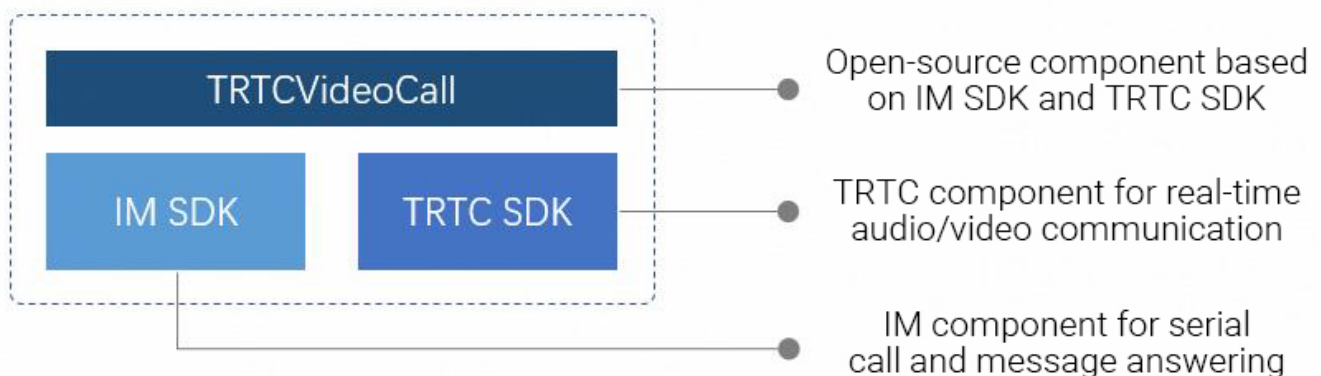 TRTCVideoCall
Open-source component based
on IM SDK and TRTC SDK
IM SDK
TRTC SDK
TRTC component for real-time
audio/video communication
IM component for serial
call and message answering